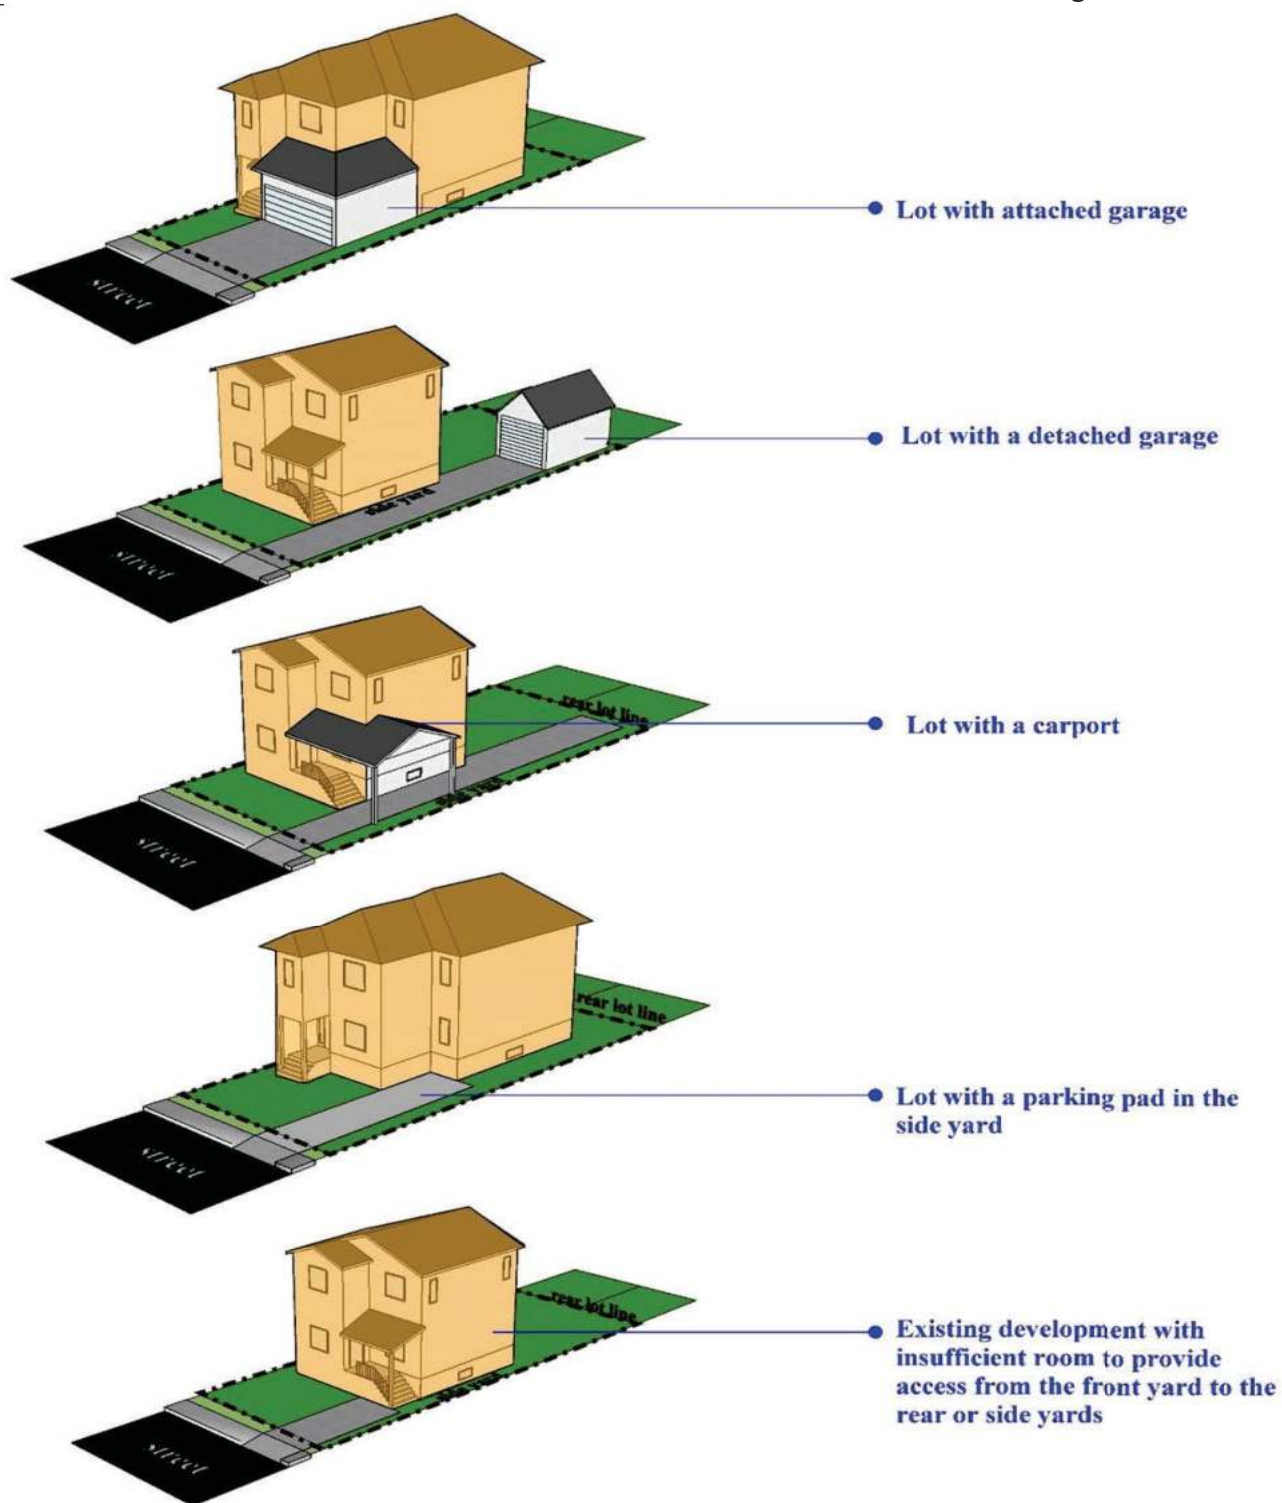 Lot with attached garage
street
Lot with a detached garage
side yard
street
rear lot line
Lot with a carport
street
rear lot line
Lot with a parking pad in the
side yard
street
rear lot line
Existing development with
insufficient room to provide
access from the front yard to the
rear or side yards
street